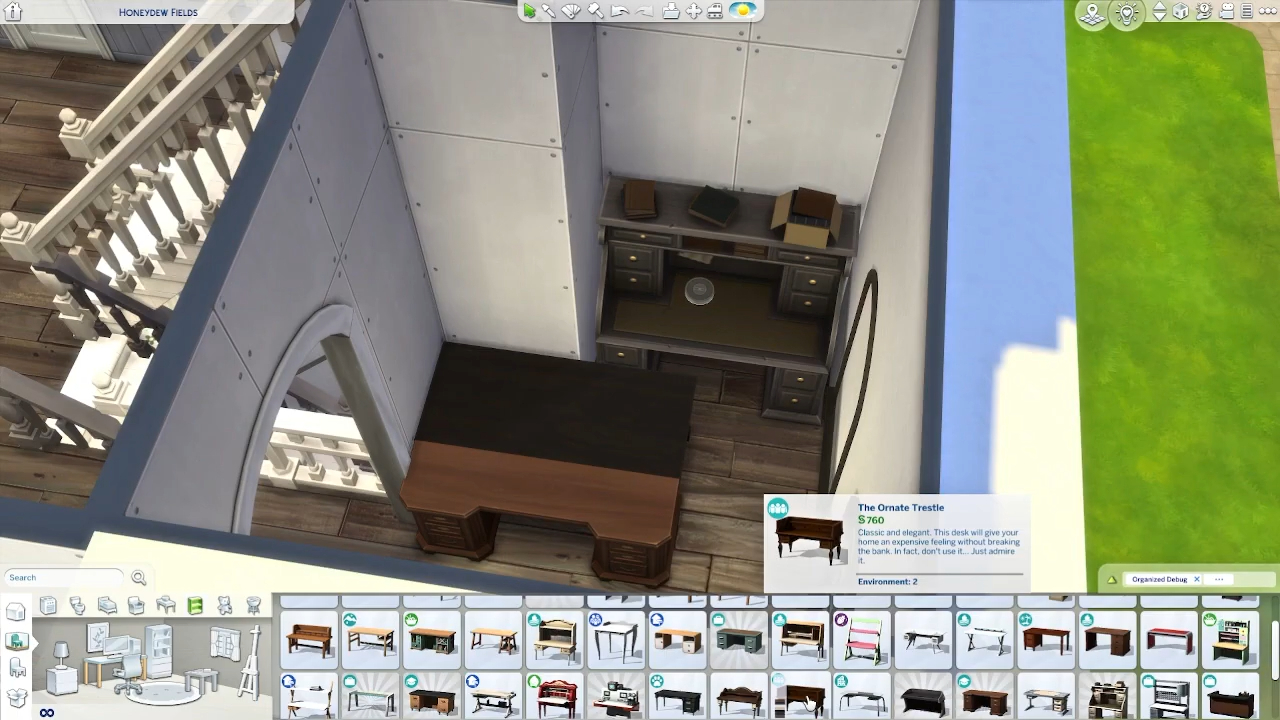 HONEYDEW FIELDS
The Ornate Trestle
§760
Classic and elegant. This desk will give your
home an expensive feeling without breaking
the bank. In fact, don't use it... Just admire
it.
Environment: 2
Search
Organized Debug